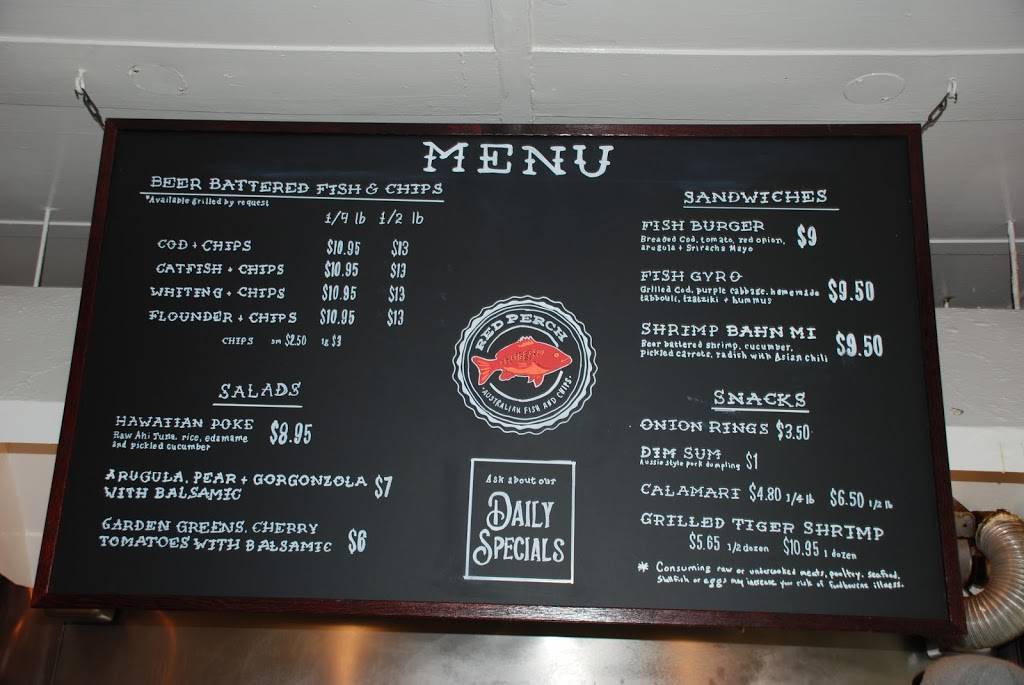 MENU
BEER BATTERED FISH & CHIPS
*Available grilled by request
1/4 lb 1/2 lb
COD + CHIPS $10.95 $13
CATFISH + CHIPS $10.95 $13
WHITING + CHIPS $10.95 $13
FLOUNDER + CHIPS $10.95 $13
CHIPS sm $2.50 lg $3
SALADS
HAWAIIAN POKE $8.95
Raw Ahi Tuna, rice, edamame
and pickled cucumber
ARUGULA, PEAR + GORGONZOLA $7
WITH BALSAMIC
GARDEN GREENS, CHERRY
TOMATOES WITH BALSAMIC $6
RED PERCH
AUSTRALIAN FISH AND CHIPS
Ask about our
DAILY
SPECIALS
SANDWICHES
FISH BURGER $9
Breaded Cod, tomato, red onion,
arugula + Sriracha Mayo
FISH GYRO $9.50
Grilled Cod, purple cabbage, homemade
tabbouli, tzatziki + hummus
SHRIMP BAHN MI $9.50
Beer battered shrimp, cucumber,
pickled carrots, radish with Asian chili
SNACKS
ONION RINGS $3.50
DIM SUM $1
Aussie style pork dumpling
CALAMARI $4.80 1/4 lb $6.50 1/2 lb
GRILLED TIGER SHRIMP
$5.65 1/2 dozen $10.95 1 dozen
* Consuming raw or undercooked meats, poultry, seafood,
shellfish or eggs may increase your risk of foodbourne illness.